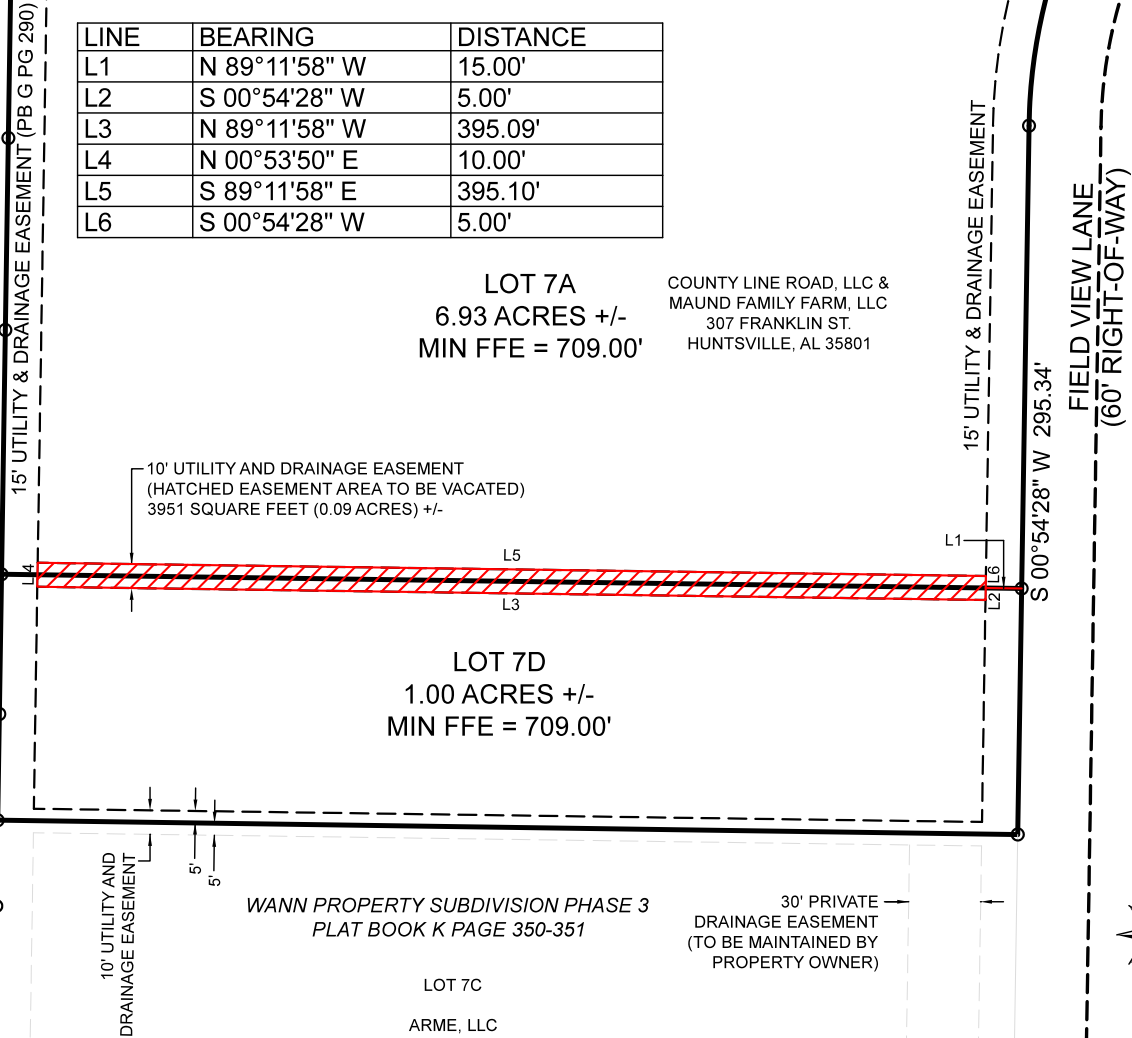 LINE BEARING DISTANCE
L1 N 89°11'58" W 15.00'
L2 S 00°54'28" W 5.00'
L3 N 89°11'58" W 395.09'
L4 N 00°53'50" E 10.00'
L5 S 89°11'58" E 395.10'
L6 S 00°54'28" W 5.00'
15' UTILITY & DRAINAGE EASEMENT (PB G PG 290)
15' UTILITY & DRAINAGE EASEMENT
FIELD VIEW LANE
(60' RIGHT-OF-WAY)
LOT 7A
6.93 ACRES +/-
MIN FFE = 709.00'
COUNTY LINE ROAD, LLC &
MAUND FAMILY FARM, LLC
307 FRANKLIN ST.
HUNTSVILLE, AL 35801
S 00°54'28" W 295.34'
10' UTILITY AND DRAINAGE EASEMENT
(HATCHED EASEMENT AREA TO BE VACATED)
3951 SQUARE FEET (0.09 ACRES) +/-
L1
L5
L4
L6
L3
L2
LOT 7D
1.00 ACRES +/-
MIN FFE = 709.00'
5'
5'
10' UTILITY AND
DRAINAGE EASEMENT
WANN PROPERTY SUBDIVISION PHASE 3
PLAT BOOK K PAGE 350-351
30' PRIVATE
DRAINAGE EASEMENT
(TO BE MAINTAINED BY
PROPERTY OWNER)
LOT 7C
ARME, LLC